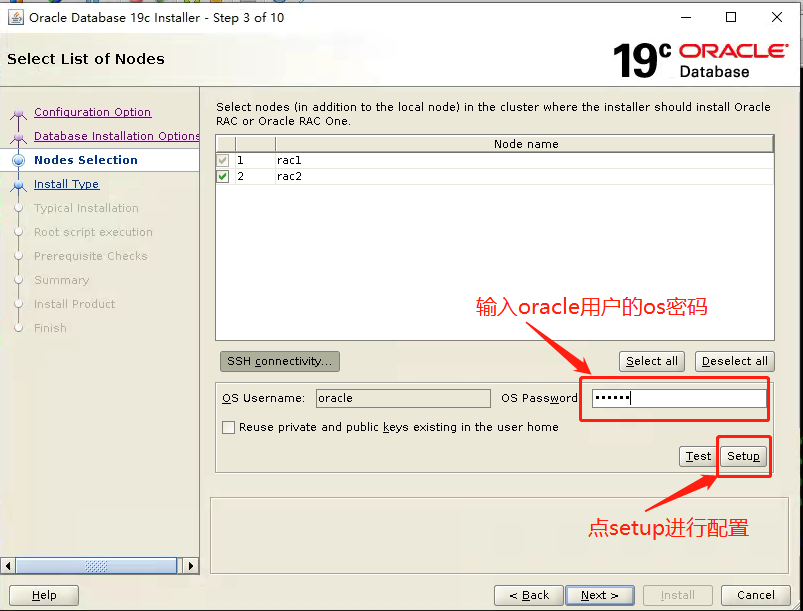 Oracle Database 19c Installer - Step 3 of 10
Select List of Nodes
19c ORACLE
Database
Configuration Option
Database Installation Options
Nodes Selection
Install Type
Typical Installation
Root script execution
Prerequisite Checks
Summary
Install Product
Finish
Select nodes (in addition to the local node) in the cluster where the installer should install Oracle
RAC or Oracle RAC One.
Node name
1 rac1
2 rac2
输入oracle用户的os密码
SSH connectivity... Select all Deselect all
OS Username: oracle OS Password
Reuse private and public keys existing in the user home
Test Setup
点setup进行配置
Help < Back Next > Install Cancel